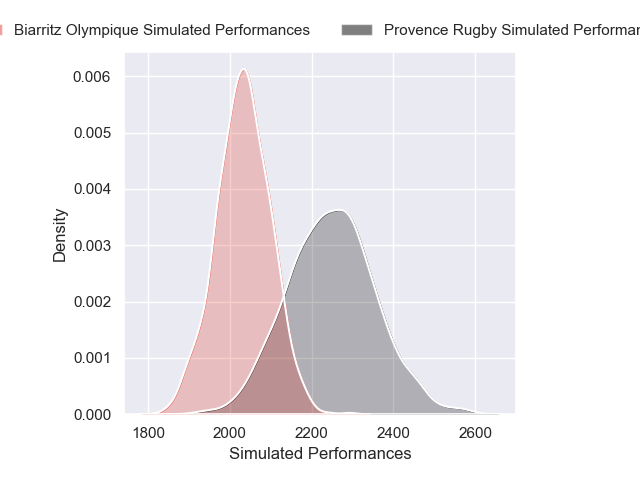 Biarritz Olympique Simulated Performances Provence Rugby Simulated
0.006
0.005
0.004
0.003
0.002
0.001
0.000
Density
1800 2000 2200 2400 2600
Simulated Performances